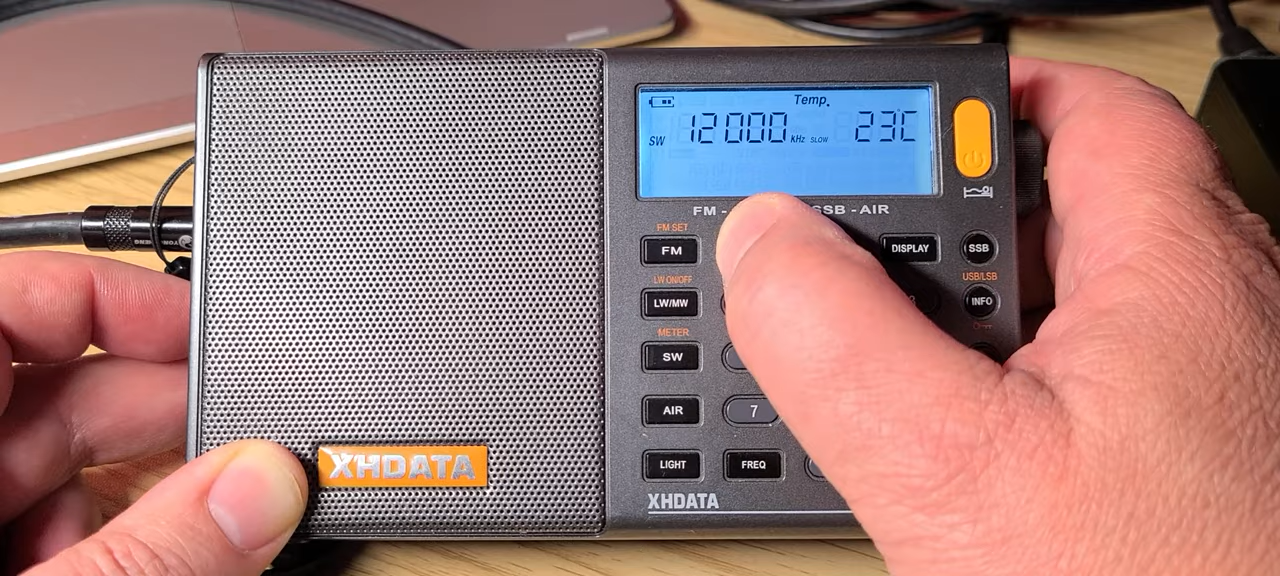 Temp.
SW 12000 kHz SLOW 23C
FM - SSB - AIR
FM SET
FM
DISPLAY
SSB
LW ON/OFF
USB/LSB
LW/MW
INFO
METER
SW
AIR
7
LIGHT
FREQ
XHDATA
XHDATA